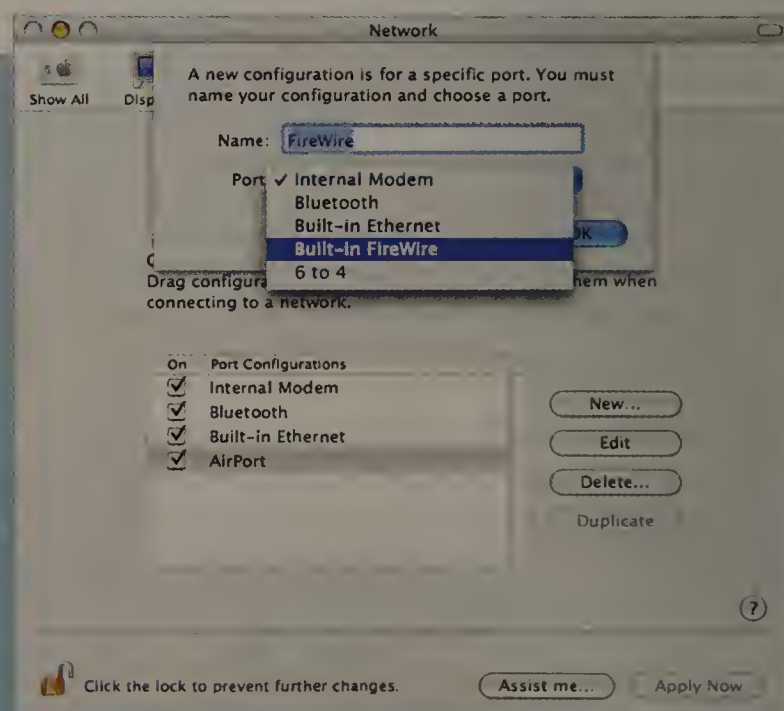 Network
Show All
Disp
A new configuration is for a specific port. You must
name your configuration and choose a port.
Name: FireWire
Port
✓ Internal Modem
Bluetooth
Built-in Ethernet
Built-in FireWire
6 to 4
OK
Drag configura hem when
connecting to a network.
On Port Configurations
Internal Modem
Bluetooth
Built-in Ethernet
AirPort
New...
Edit
Delete...
Duplicate
?
Click the lock to prevent further changes.
Assist me...
Apply Now